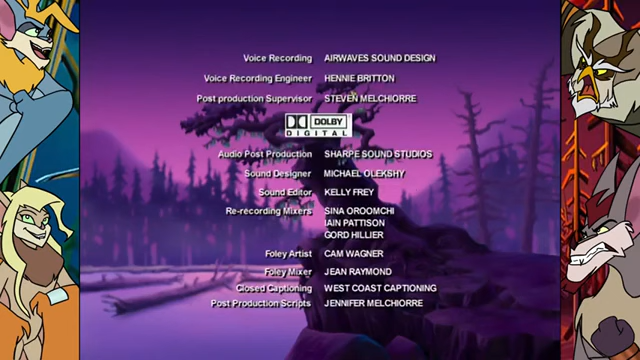 Voice Recording AIRWAVES SOUND DESIGN
Voice Recording Engineer HENNIE BRITTON
Post production Supervisor STEVEN MELCHIORRE
DOLBY
DIGITAL
Audio Post Production SHARPE SOUND STUDIOS
Sound Designer MICHAEL OLEKSHY
Sound Editor KELLY FREY
Re-recording Mixers SINA OROOMCHI
IAIN PATTISON
GORD HILLIER
Foley Artist CAM WAGNER
Foley Mixer JEAN RAYMOND
Closed Captioning WEST COAST CAPTIONING
Post Production Scripts JENNIFER MELCHIORRE